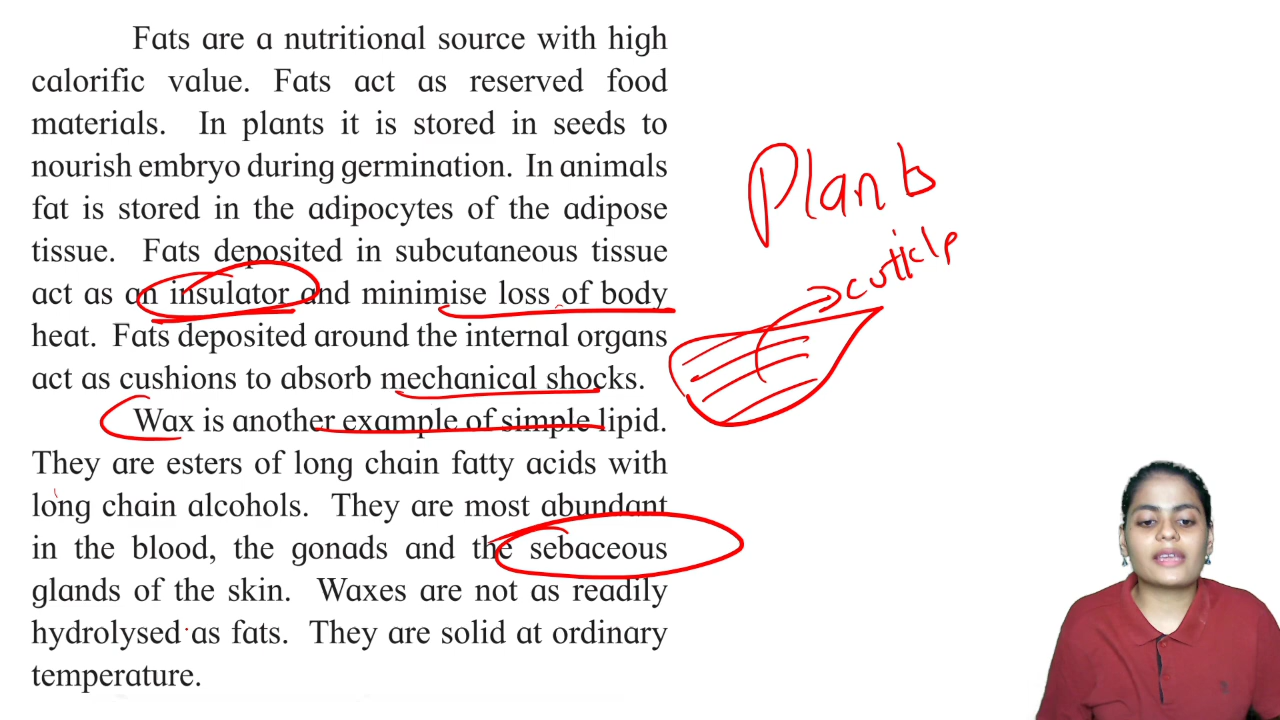 Fats are a nutritional source with high
calorific value. Fats act as reserved food
materials. In plants it is stored in seeds to
nourish embryo during germination. In animals
fat is stored in the adipocytes of the adipose
tissue. Fats deposited in subcutaneous tissue
act as an insulator and minimise loss of body
heat. Fats deposited around the internal organs
act as cushions to absorb mechanical shocks.
Wax is another example of simple lipid.
They are esters of long chain fatty acids with
long chain alcohols. They are most abundant
in the blood, the gonads and the sebaceous
glands of the skin. Waxes are not as readily
hydrolysed as fats. They are solid at ordinary
temperature.
Plants
cuticle